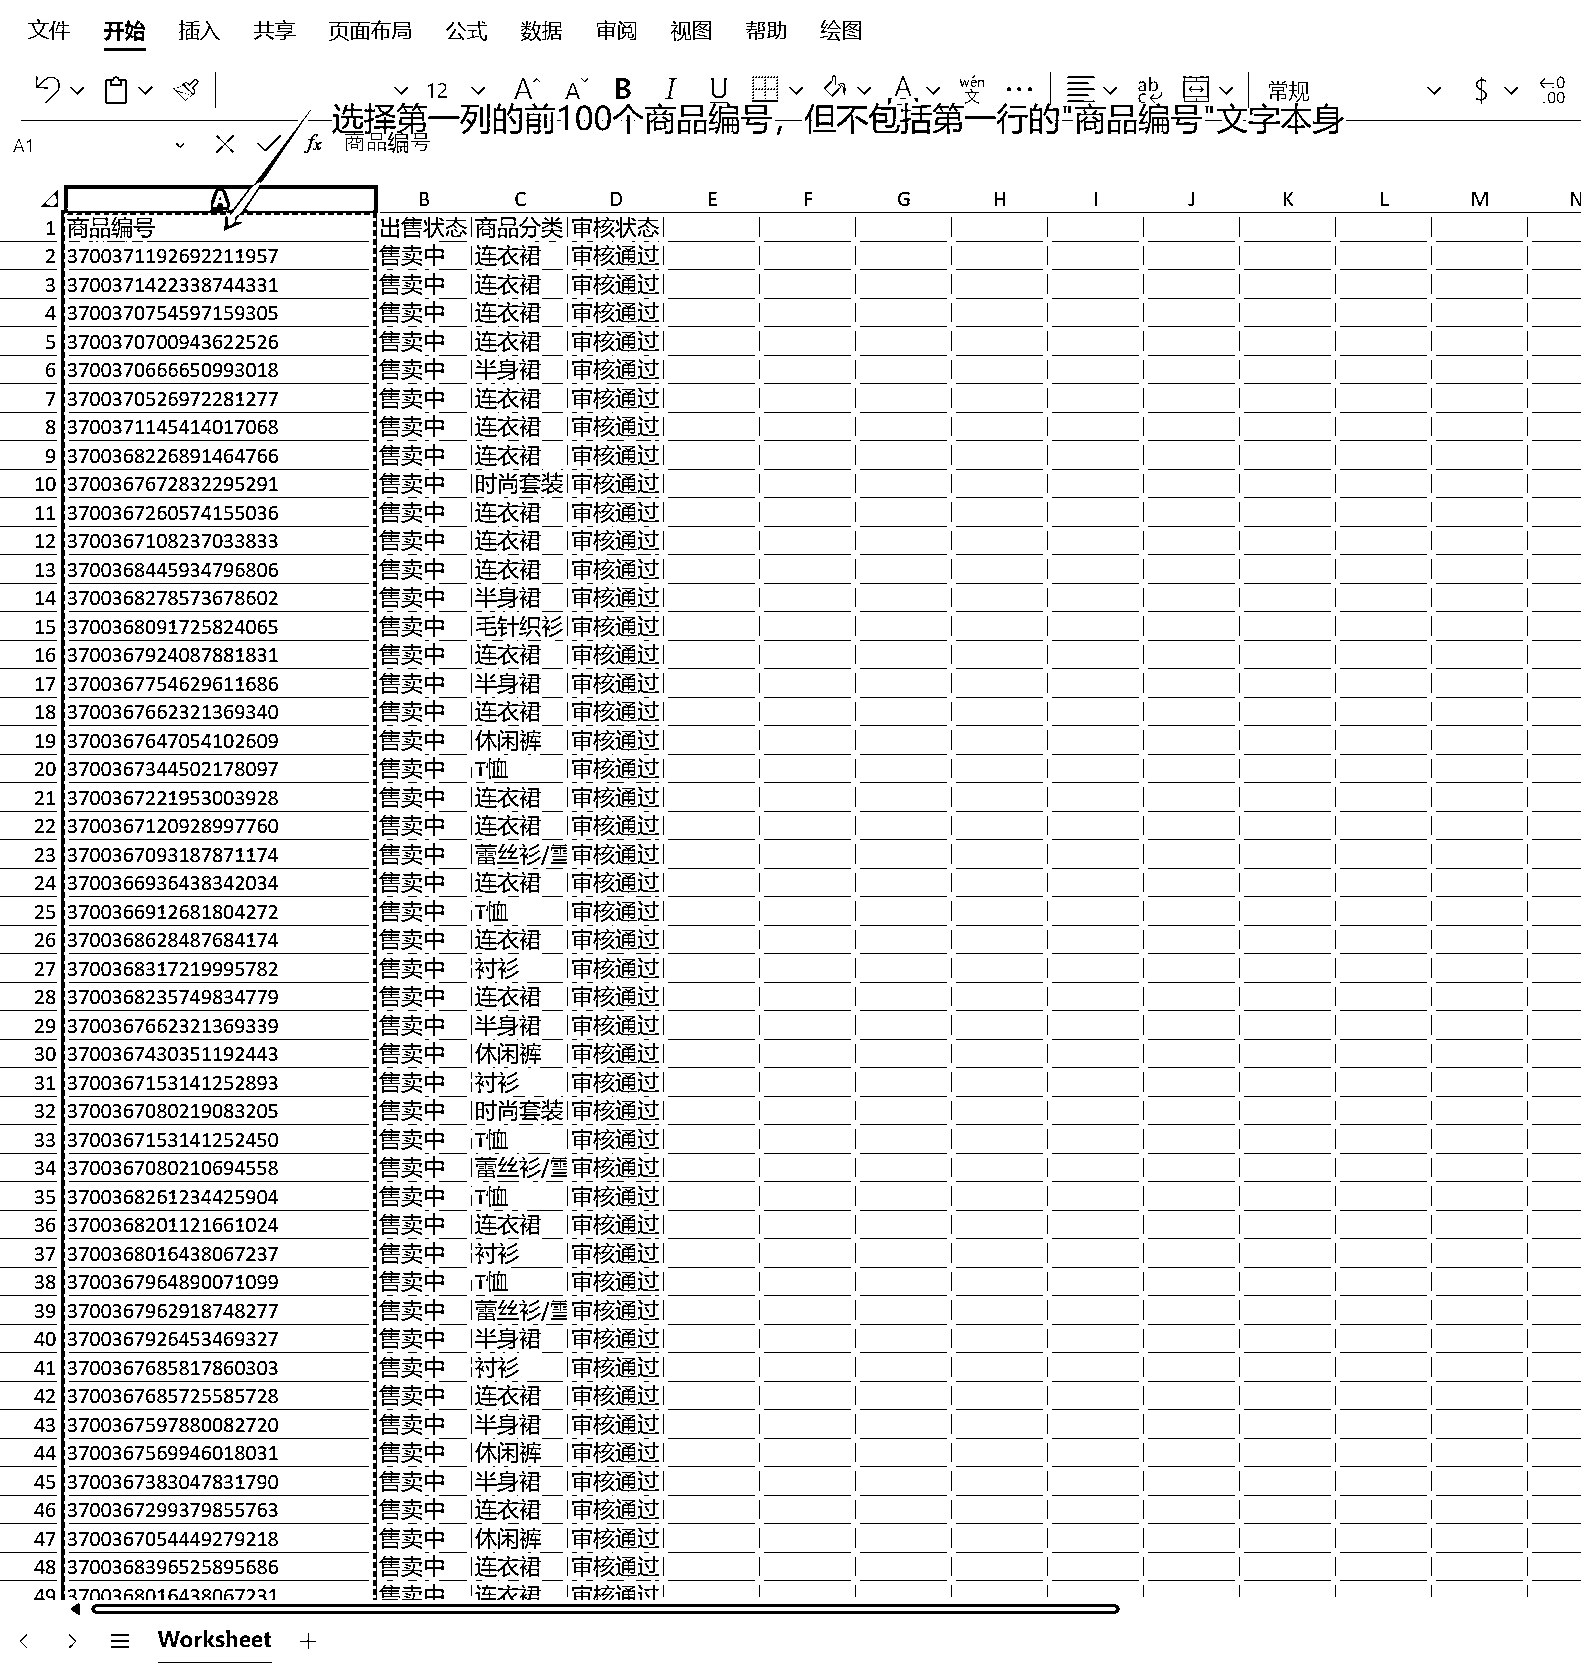 文件 开始 插入 共享 页面布局 公式 数据 审阅 视图 帮助 绘图
12 A A B I U A wén文 ab 常规 $ .00
选择第一列的前100个商品编号，但不包括第一行的"商品编号"文字本身
A1 fx 商品编号
A B C D E F G H I J K L M N
1 商品编号 出售状态 商品分类 审核状态
2 3700371192692211957 售卖中 连衣裙 审核通过
3 3700371422338744331 售卖中 连衣裙 审核通过
4 3700370754597159305 售卖中 连衣裙 审核通过
5 3700370700943622526 售卖中 连衣裙 审核通过
6 3700370666650993018 售卖中 半身裙 审核通过
7 3700370526972281277 售卖中 连衣裙 审核通过
8 3700371145414017068 售卖中 连衣裙 审核通过
9 3700368226891464766 售卖中 连衣裙 审核通过
10 3700367672832295291 售卖中 时尚套装 审核通过
11 3700367260574155036 售卖中 连衣裙 审核通过
12 3700367108237033833 售卖中 连衣裙 审核通过
13 3700368445934796806 售卖中 连衣裙 审核通过
14 3700368278573678602 售卖中 半身裙 审核通过
15 3700368091725824065 售卖中 毛针织衫 审核通过
16 3700367924087881831 售卖中 连衣裙 审核通过
17 3700367754629611686 售卖中 半身裙 审核通过
18 3700367662321369340 售卖中 连衣裙 审核通过
19 3700367647054102609 售卖中 休闲裤 审核通过
20 3700367344502178097 售卖中 T恤 审核通过
21 3700367221953003928 售卖中 连衣裙 审核通过
22 3700367120928997760 售卖中 连衣裙 审核通过
23 3700367093187871174 售卖中 蕾丝衫/雪 审核通过
24 3700366936438342034 售卖中 连衣裙 审核通过
25 3700366912681804272 售卖中 T恤 审核通过
26 3700368628487684174 售卖中 连衣裙 审核通过
27 3700368317219995782 售卖中 衬衫 审核通过
28 3700368235749834779 售卖中 连衣裙 审核通过
29 3700367662321369339 售卖中 半身裙 审核通过
30 3700367430351192443 售卖中 休闲裤 审核通过
31 3700367153141252893 售卖中 衬衫 审核通过
32 3700367080219083205 售卖中 时尚套装 审核通过
33 3700367153141252450 售卖中 T恤 审核通过
34 3700367080210694558 售卖中 蕾丝衫/雪 审核通过
35 3700368261234425904 售卖中 T恤 审核通过
36 3700368201121661024 售卖中 连衣裙 审核通过
37 3700368016438067237 售卖中 衬衫 审核通过
38 3700367964890071099 售卖中 T恤 审核通过
39 3700367962918748277 售卖中 蕾丝衫/雪 审核通过
40 3700367926453469327 售卖中 半身裙 审核通过
41 3700367685817860303 售卖中 衬衫 审核通过
42 3700367685725585728 售卖中 连衣裙 审核通过
43 3700367597880082720 售卖中 半身裙 审核通过
44 3700367569946018031 售卖中 休闲裤 审核通过
45 3700367383047831790 售卖中 半身裙 审核通过
46 3700367299379855763 售卖中 连衣裙 审核通过
47 3700367054449279218 售卖中 休闲裤 审核通过
48 3700368396525895686 售卖中 连衣裙 审核通过
49 3700368016438067231 售卖中 连衣裙 审核通过
Worksheet